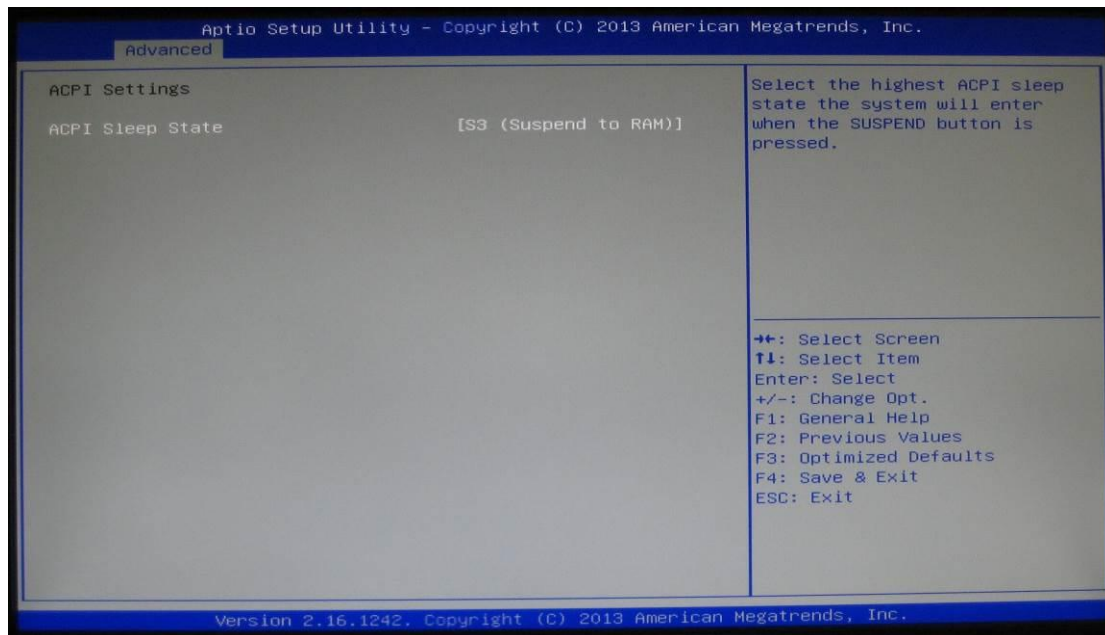 Aptio Setup Utility – Copyright (C) 2013 American Megatrends, Inc.
Advanced
ACPI Settings
ACPI Sleep State [S3 (Suspend to RAM)]
Select the highest ACPI sleep
state the system will enter
when the SUSPEND button is
pressed.
→←: Select Screen
↑↓: Select Item
Enter: Select
+/-: Change Opt.
F1: General Help
F2: Previous Values
F3: Optimized Defaults
F4: Save & Exit
ESC: Exit
Version 2.16.1242. Copyright (C) 2013 American Megatrends, Inc.